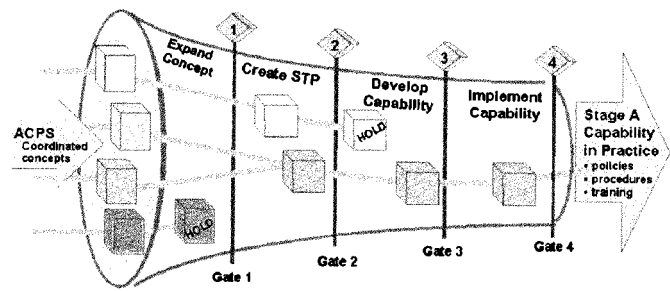 1
2
3
4
Expand
Concept
Create STP
Develop
Capability
Implement
Capability
ACPS
Coordinated
concepts
HOLD
HOLD
Stage A
Capability
in Practice
• policies
• procedures
• training
Gate 1
Gate 2
Gate 3
Gate 4